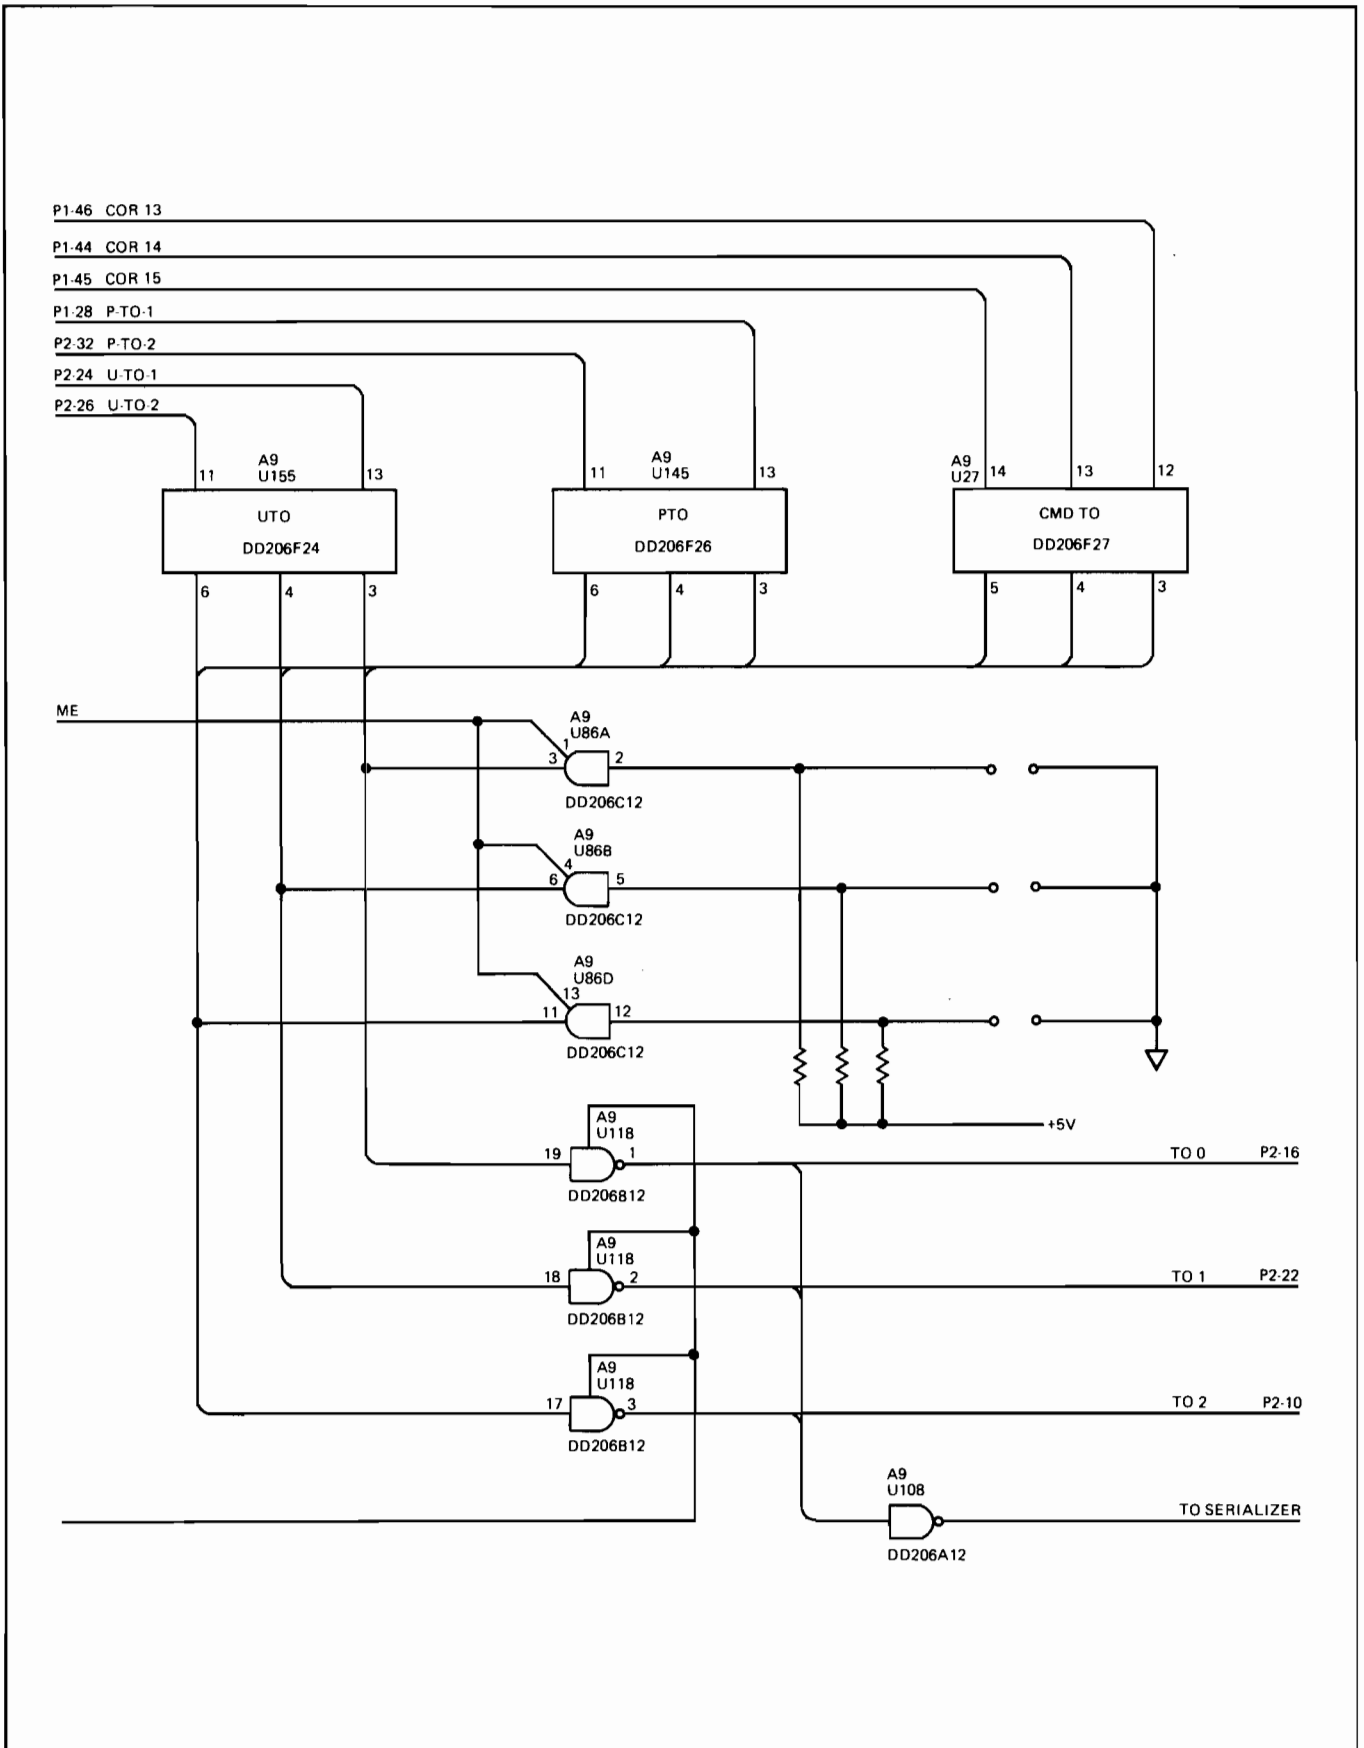 P1-46 COR 13
P1-44 COR 14
P1-45 COR 15
P1-28 P-TO-1
P2-32 P-TO-2
P2-24 U-TO-1
P2-26 U-TO-2
11
A9
U155
13
UTO
DD206F24
6
4
3
11
A9
U145
13
PTO
DD206F26
6
4
3
A9
U27
14
13
12
CMD TO
DD206F27
5
4
3
ME
A9
U86A
1
3
2
DD206C12
A9
U86B
4
6
5
DD206C12
A9
U86D
13
11
12
DD206C12
+5V
A9
U118
19
1
DD206B12
TO 0 P2-16
A9
U118
18
2
DD206B12
TO 1 P2-22
A9
U118
17
3
DD206B12
TO 2 P2-10
A9
U108
DD206A12
TO SERIALIZER